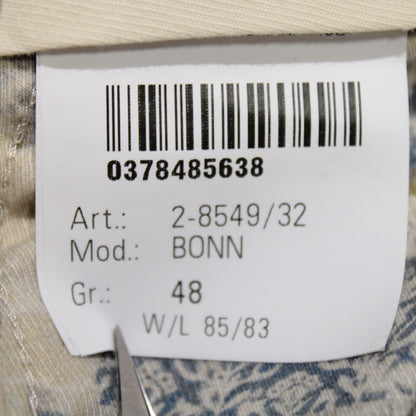 0378485638
Art.: 2-8549/32
Mod.: BONN
Gr.: 48
W/L 85/83